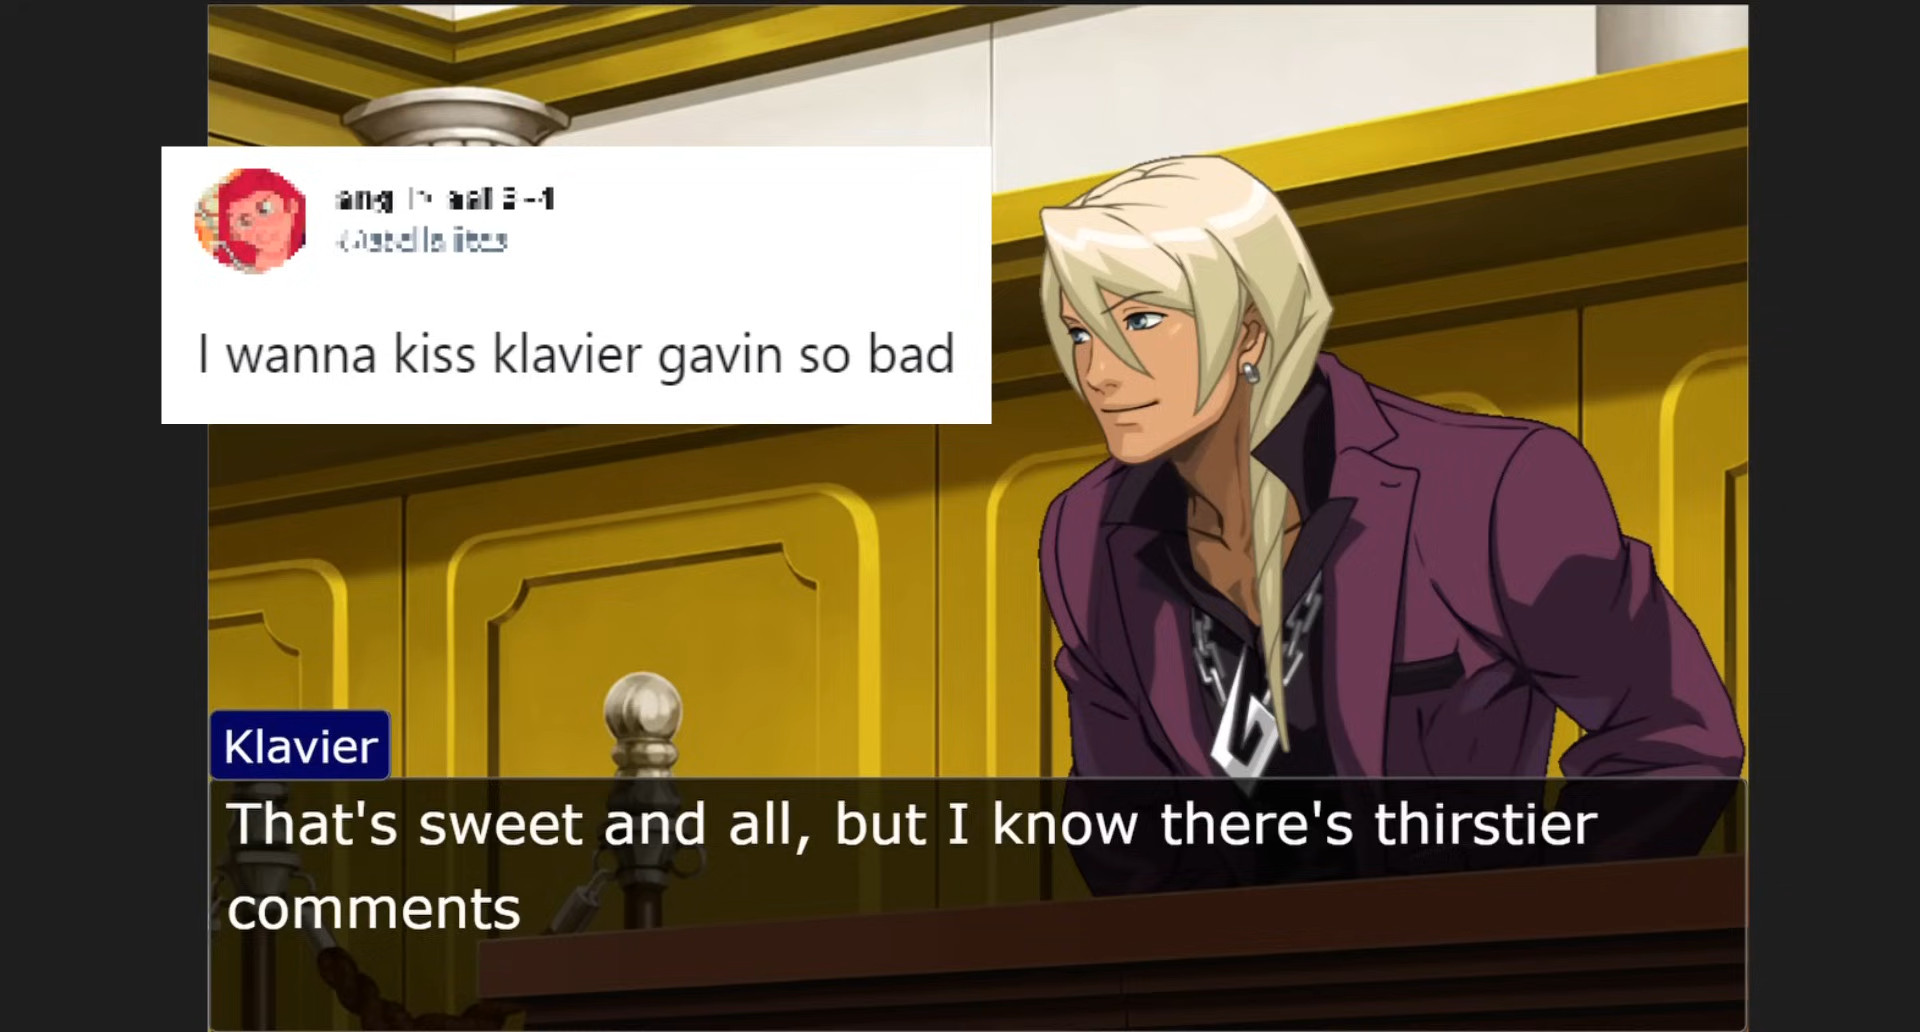 I wanna kiss klavier gavin so bad
Klavier
That's sweet and all, but I know there's thirstier
comments